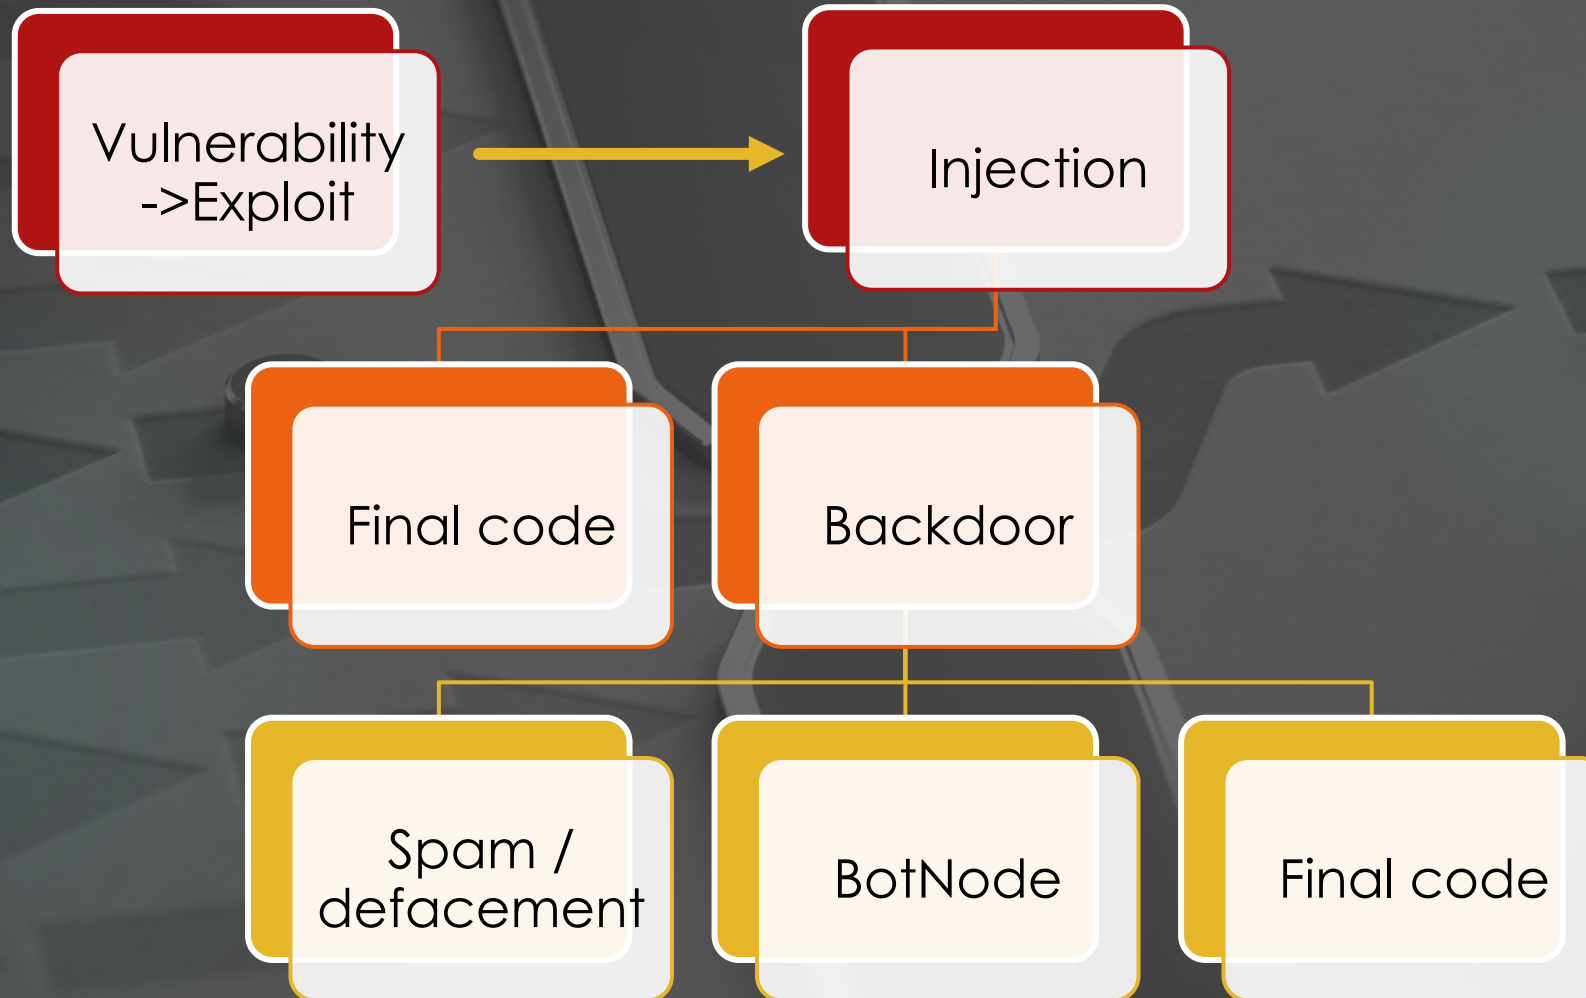 Vulnerability
->Exploit
Injection
Final code
Backdoor
Spam /
defacement
BotNode
Final code